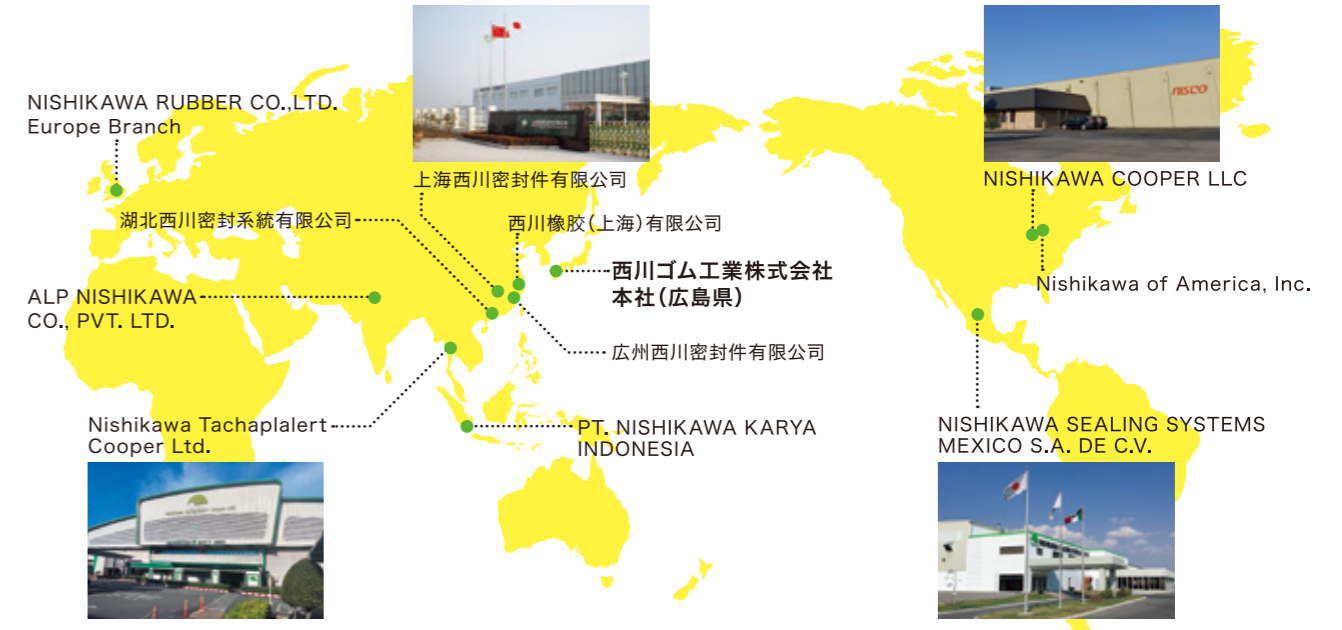 NISHIKAWA RUBBER CO.,LTD.
Europe Branch
上海西川密封件有限公司
NISHIKAWA COOPER LLC
nisco
湖北西川密封系統有限公司
西川橡胶(上海)有限公司
西川ゴム工業株式会社
本社(広島県)
Nishikawa of America, Inc.
ALP NISHIKAWA
CO., PVT. LTD.
広州西川密封件有限公司
Nishikawa Tachaplalert
Cooper Ltd.
PT. NISHIKAWA KARYA
INDONESIA
NISHIKAWA SEALING SYSTEMS
MEXICO S.A. DE C.V.